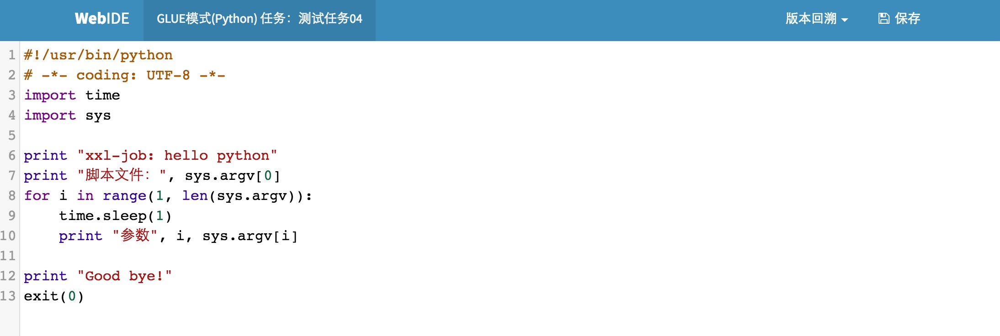 WebIDE GLUE模式(Python) 任务：测试任务04 版本回溯 保存
1 #!/usr/bin/python
2 # -*- coding: UTF-8 -*-
3 import time
4 import sys
5
6 print "xxl-job: hello python"
7 print "脚本文件：", sys.argv[0]
8 for i in range(1, len(sys.argv)):
9     time.sleep(1)
10     print "参数", i, sys.argv[i]
11
12 print "Good bye!"
13 exit(0)